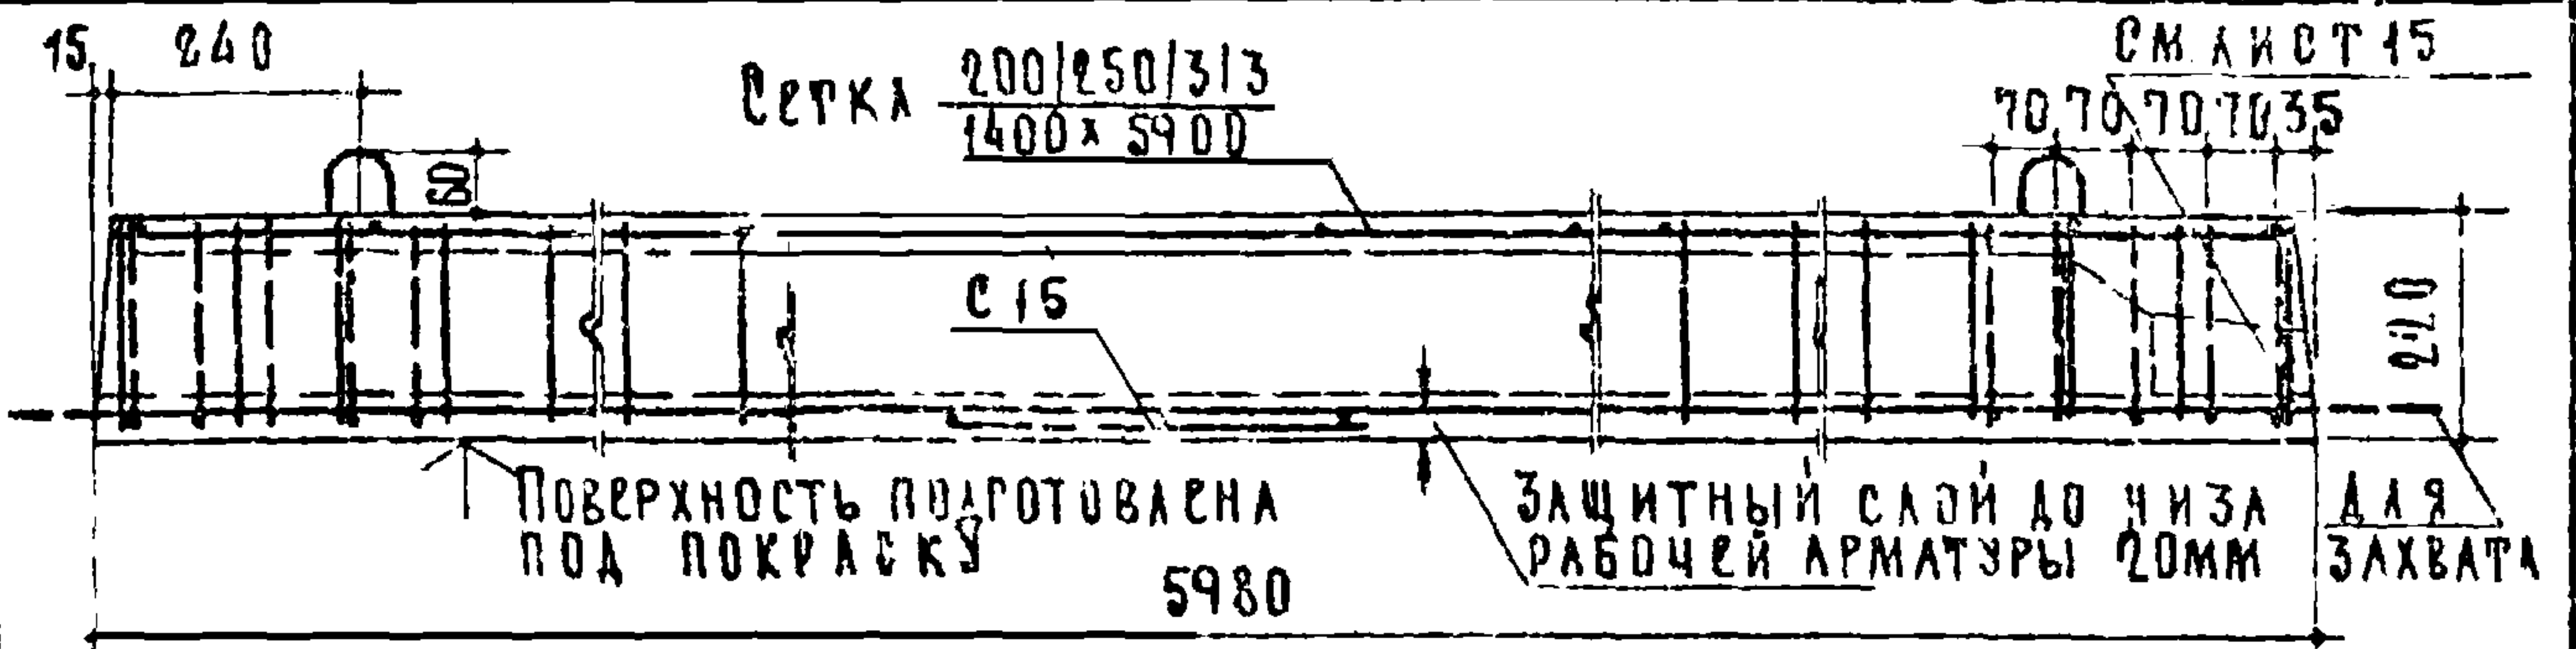 15 240
СМ. ЛИСТ 15
Сетка 200/250/3/3
1400 x 5900
70 70 70 70 35
50
С 15
220
Поверхность подготовлена
под покраску
Защитный слой до низа
рабочей арматуры 20мм
Для
захвата
5980